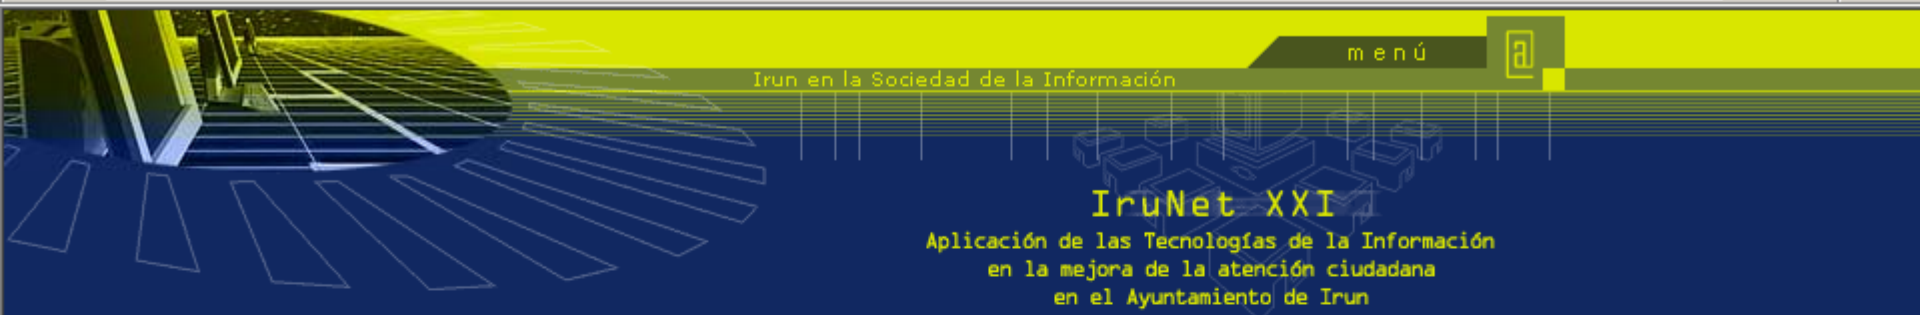 menú
@
Irun en la Sociedad de la Información
IruNet XXI
Aplicación de las Tecnologías de la Información
en la mejora de la atención ciudadana
en el Ayuntamiento de Irun